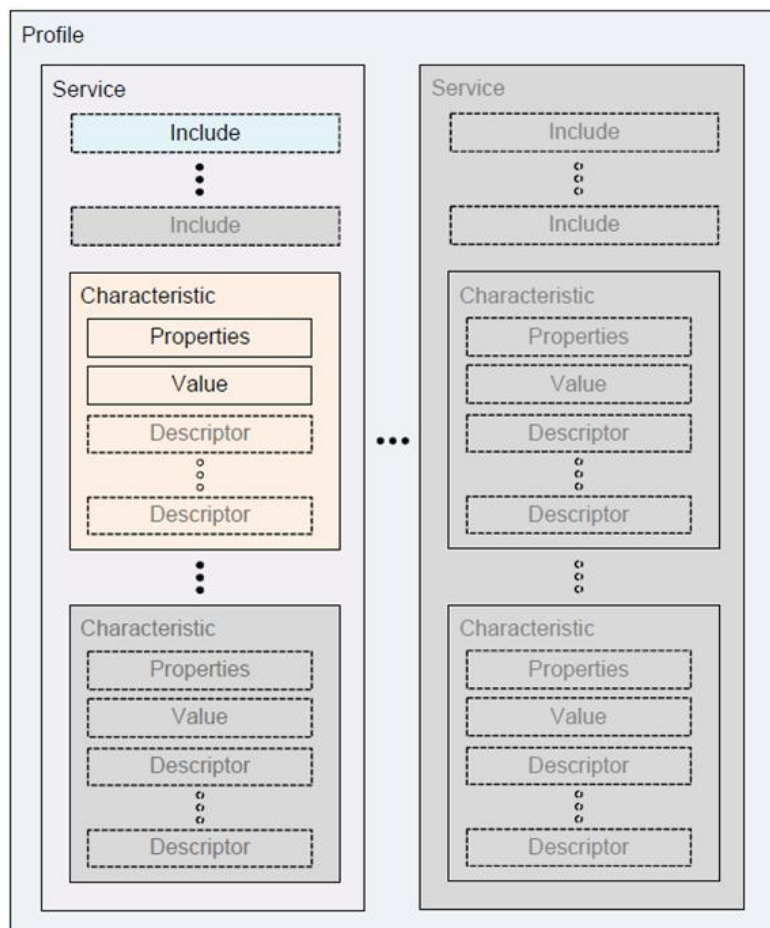 Profile
Service
Include
Include
Characteristic
Properties
Value
Descriptor
Descriptor
Characteristic
Properties
Value
Descriptor
Descriptor
Service
Include
Include
Characteristic
Properties
Value
Descriptor
Descriptor
Characteristic
Properties
Value
Descriptor
Descriptor